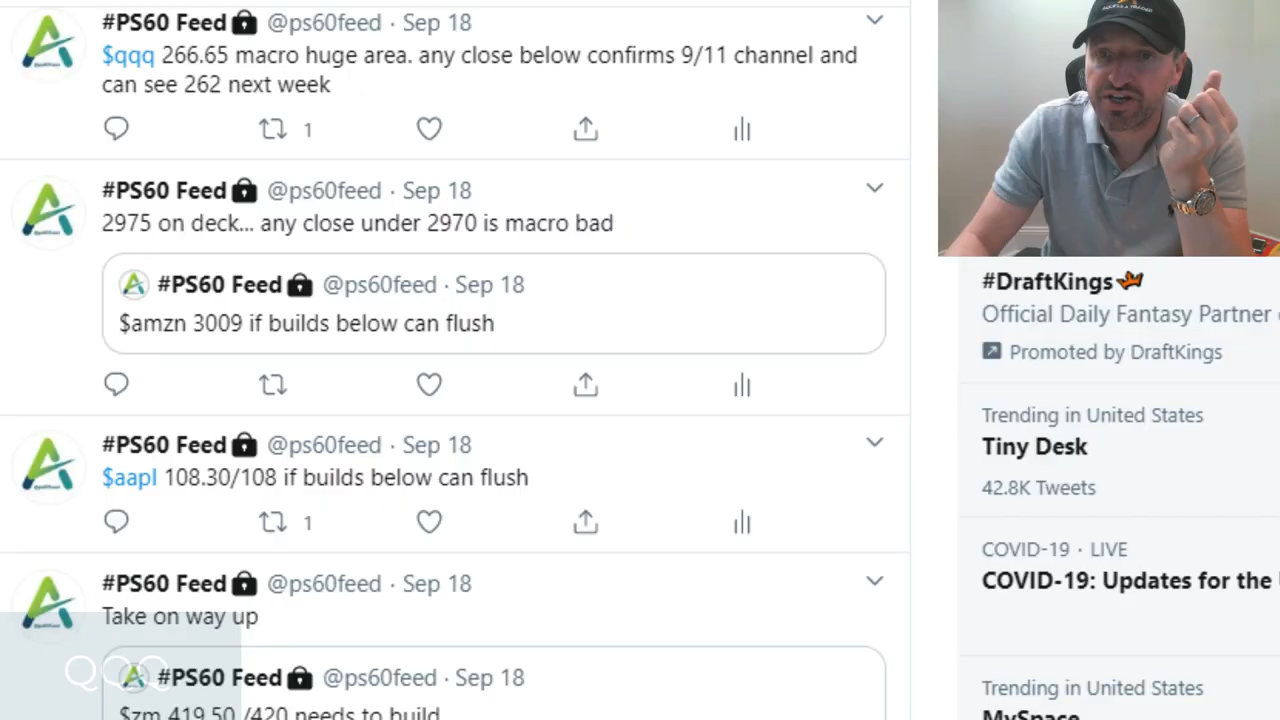 #PS60 Feed @ps60feed · Sep 18
$qqq 266.65 macro huge area. any close below confirms 9/11 channel and
can see 262 next week
1
#PS60 Feed @ps60feed · Sep 18
2975 on deck... any close under 2970 is macro bad
#PS60 Feed @ps60feed · Sep 18
$amzn 3009 if builds below can flush
#PS60 Feed @ps60feed · Sep 18
$aapl 108.30/108 if builds below can flush
1
#PS60 Feed @ps60feed · Sep 18
Take on way up
#PS60 Feed @ps60feed · Sep 18
$zm 419.50 /420 needs to build
QQQ
#DraftKings
Official Daily Fantasy Partner
Promoted by DraftKings
Trending in United States
Tiny Desk
42.8K Tweets
COVID-19 · LIVE
COVID-19: Updates for the
Trending in United States
MySpace